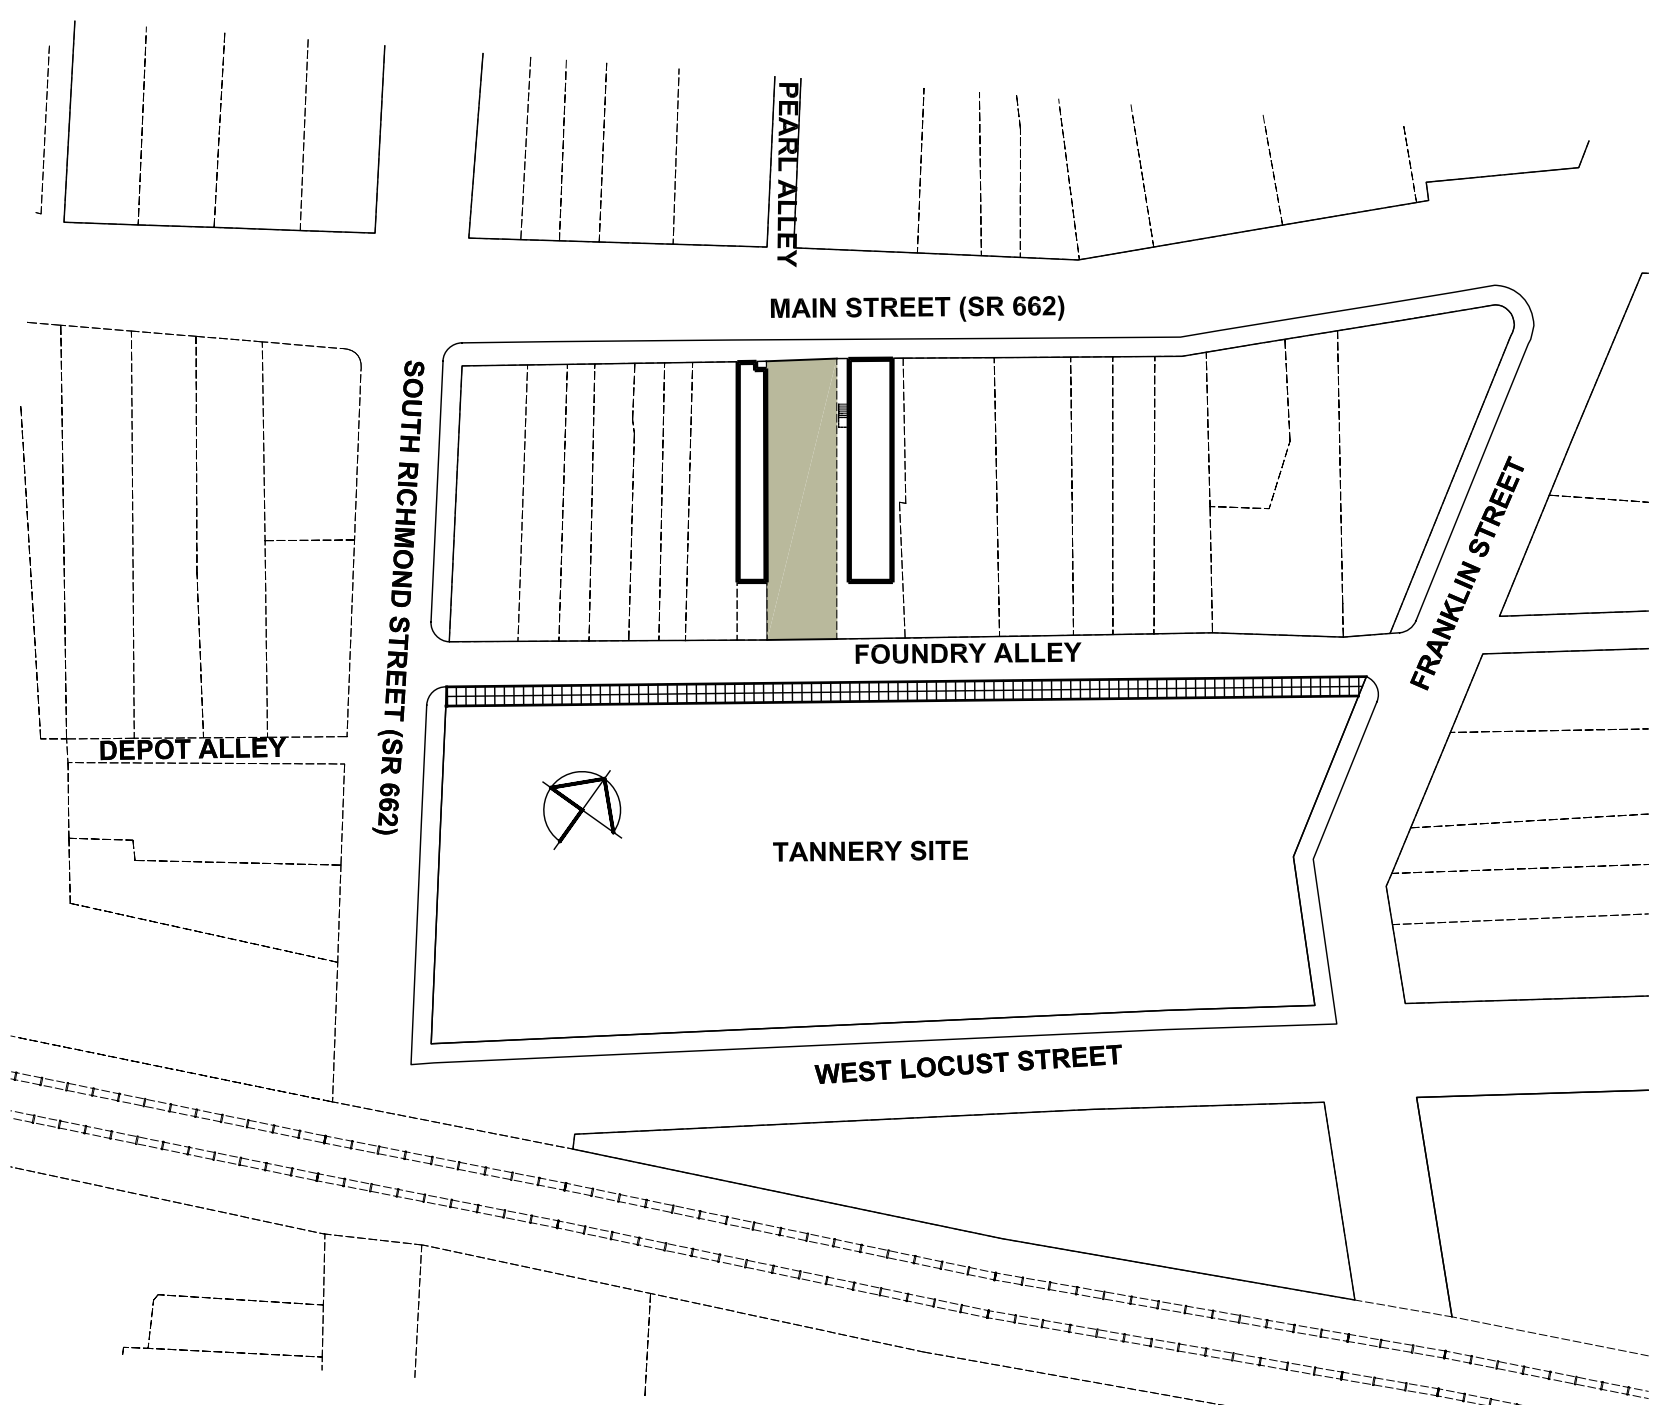 PEARL ALLEY
MAIN STREET (SR 662)
SOUTH RICHMOND STREET (SR 662)
FRANKLIN STREET
FOUNDRY ALLEY
DEPOT ALLEY
TANNERY SITE
WEST LOCUST STREET